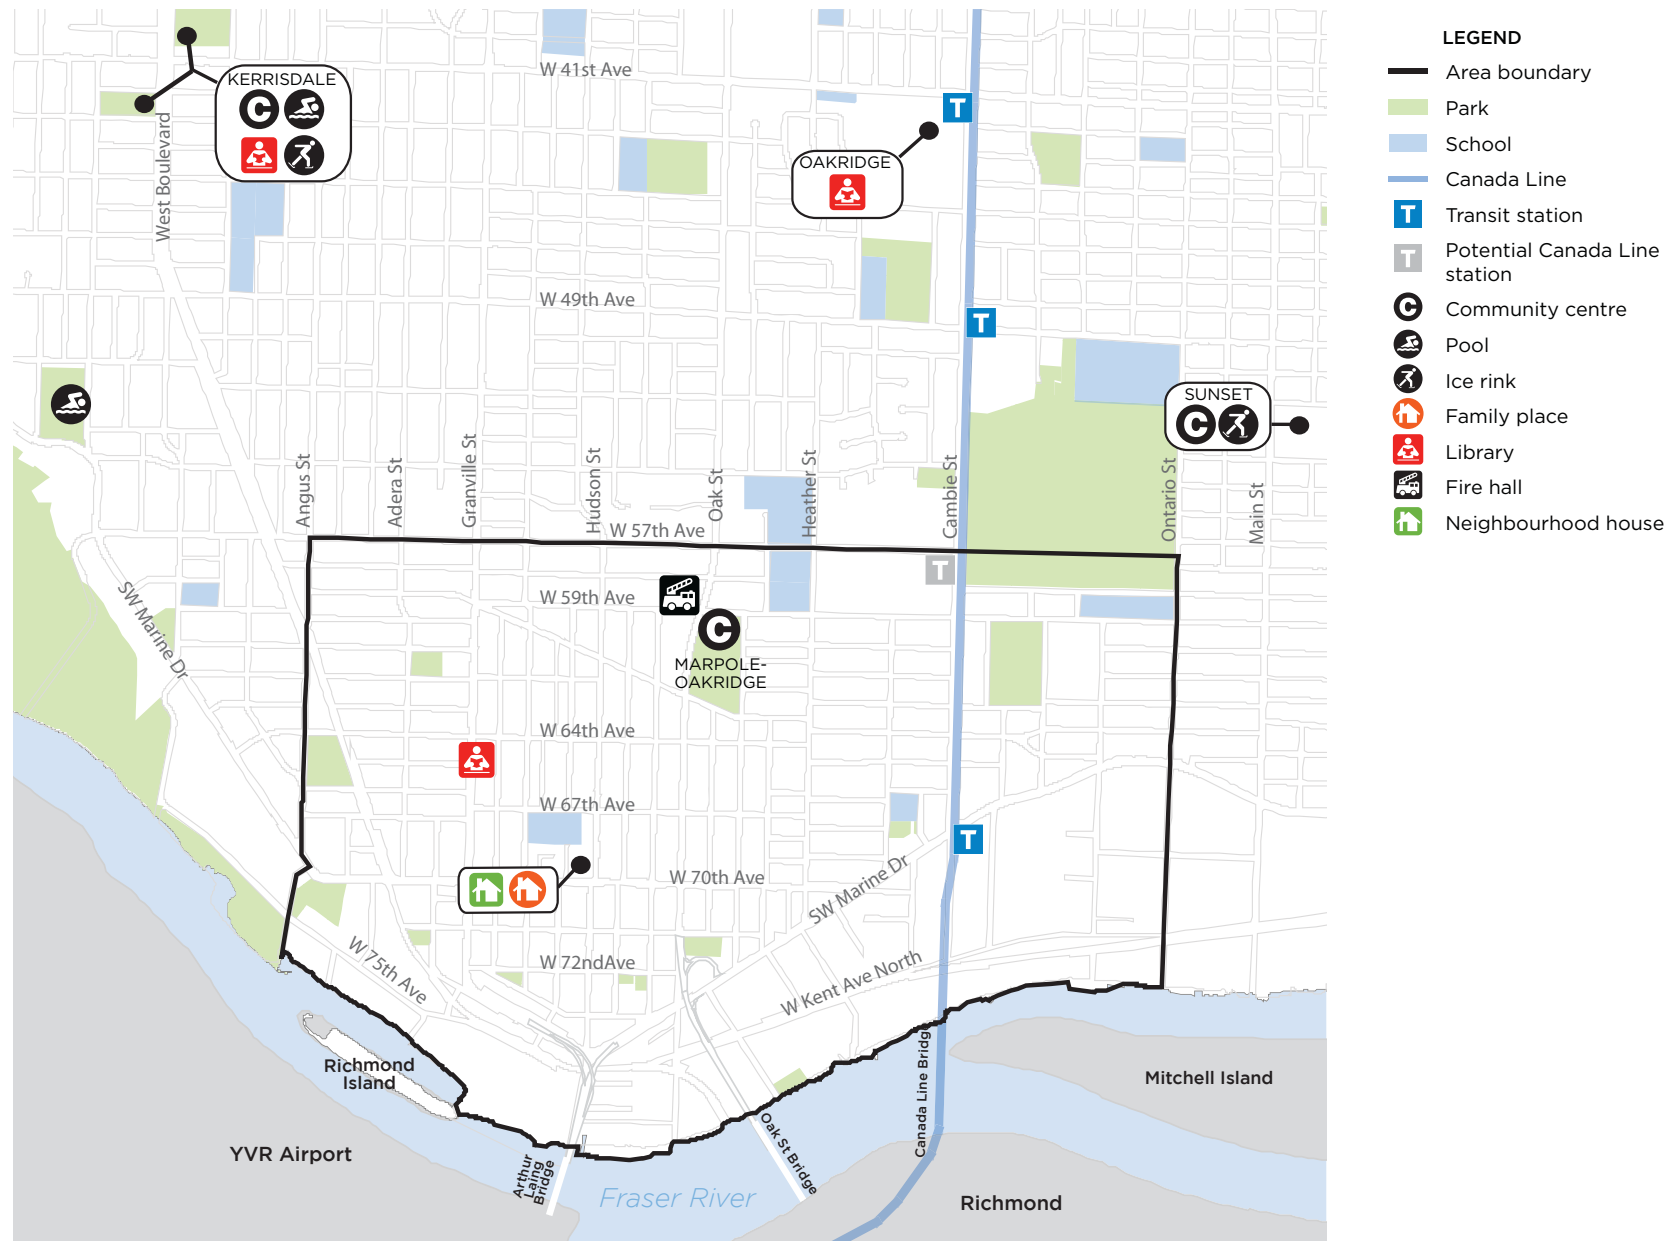 KERRISDALE
C
W 41st Ave
T
OAKRIDGE
West Boulevard
W 49th Ave
T
SUNSET
C
Angus St
Adera St
Granville St
Hudson St
Oak St
Heather St
Cambie St
Ontario St
Main St
W 57th Ave
T
W 59th Ave
C
MARPOLE-
OAKRIDGE
SW Marine Dr
W 64th Ave
W 67th Ave
T
W 70th Ave
SW Marine Dr
W 75th Ave
W 72ndAve
W Kent Ave North
Richmond
Island
Canada Line Bridge
Mitchell Island
YVR Airport
Arthur
Laing
Bridge
Oak St Bridge
Fraser River
Richmond
LEGEND
Area boundary
Park
School
Canada Line
T Transit station
T Potential Canada Line
station
C Community centre
Pool
Ice rink
Family place
Library
Fire hall
Neighbourhood house